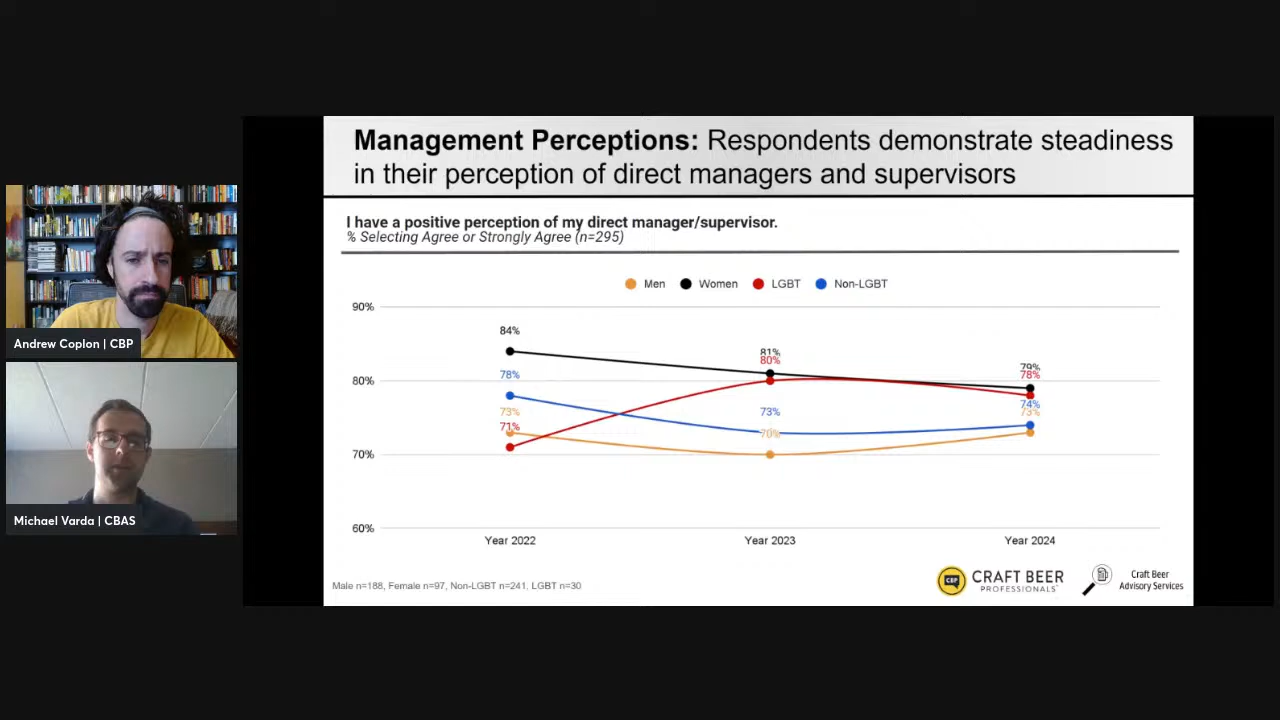 Management Perceptions: Respondents demonstrate steadiness
in their perception of direct managers and supervisors
I have a positive perception of my direct manager/supervisor.
% Selecting Agree or Strongly Agree (n=295)
Men Women LGBT Non-LGBT
90%
84%
81%
80%
79%
78%
80%
78%
74%
73%
73%
73%
71%
70%
70%
60%
Year 2022 Year 2023 Year 2024
Male n=188, Female n=97, Non-LGBT n=241, LGBT n=30
CBP
CRAFT BEER
PROFESSIONALS
Craft Beer
Advisory Services
Andrew Coplon | CBP
Michael Varda | CBAS